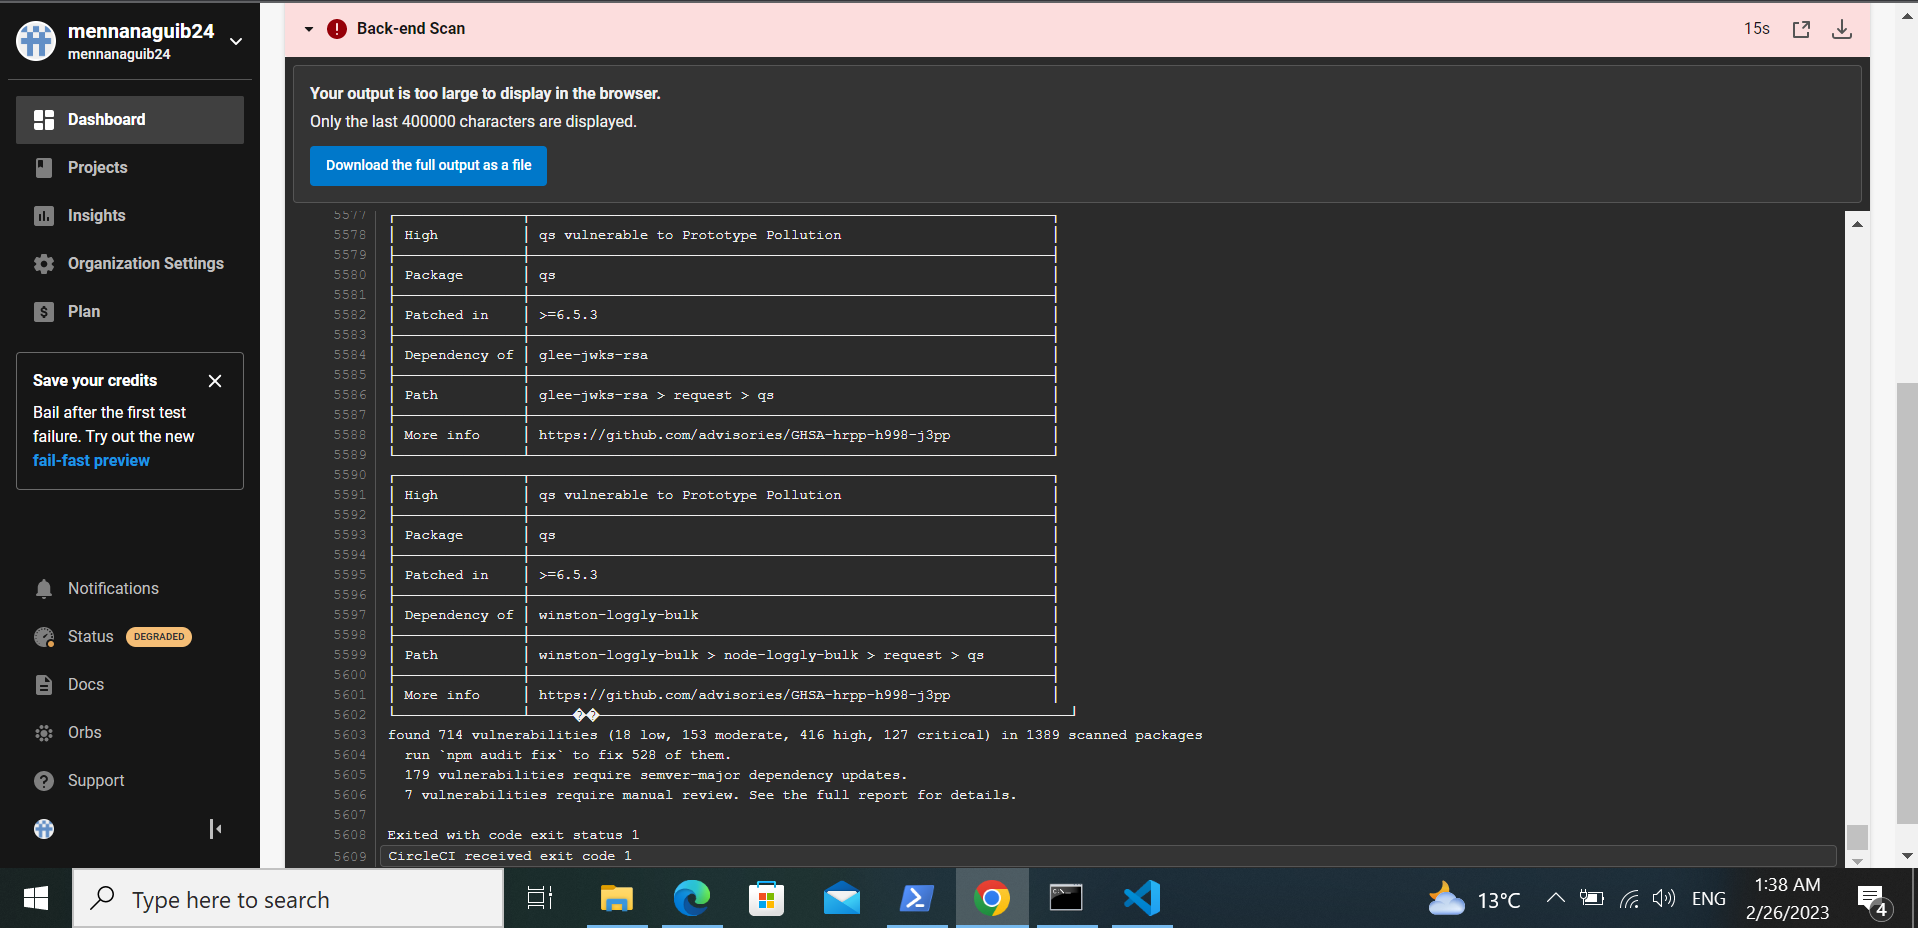 mennanaguib24
mennanaguib24
Dashboard
Projects
Insights
Organization Settings
Plan
Save your credits
Bail after the first test
failure. Try out the new
fail-fast preview
Notifications
Status DEGRADED
Docs
Orbs
Support
Back-end Scan 15s
Your output is too large to display in the browser.
Only the last 400000 characters are displayed.
Download the full output as a file
5577
5578 High qs vulnerable to Prototype Pollution
5579
5580 Package qs
5581
5582 Patched in >=6.5.3
5583
5584 Dependency of glee-jwks-rsa
5585
5586 Path glee-jwks-rsa > request > qs
5587
5588 More info https://github.com/advisories/GHSA-hrpp-h998-j3pp
5589
5590
5591 High qs vulnerable to Prototype Pollution
5592
5593 Package qs
5594
5595 Patched in >=6.5.3
5596
5597 Dependency of winston-loggly-bulk
5598
5599 Path winston-loggly-bulk > node-loggly-bulk > request > qs
5600
5601 More info https://github.com/advisories/GHSA-hrpp-h998-j3pp
5602 ��
5603 found 714 vulnerabilities (18 low, 153 moderate, 416 high, 127 critical) in 1389 scanned packages
5604 run `npm audit fix` to fix 528 of them.
5605 179 vulnerabilities require semver-major dependency updates.
5606 7 vulnerabilities require manual review. See the full report for details.
5607
5608 Exited with code exit status 1
5609 CircleCI received exit code 1
Type here to search
13°C
ENG
1:38 AM
2/26/2023
4